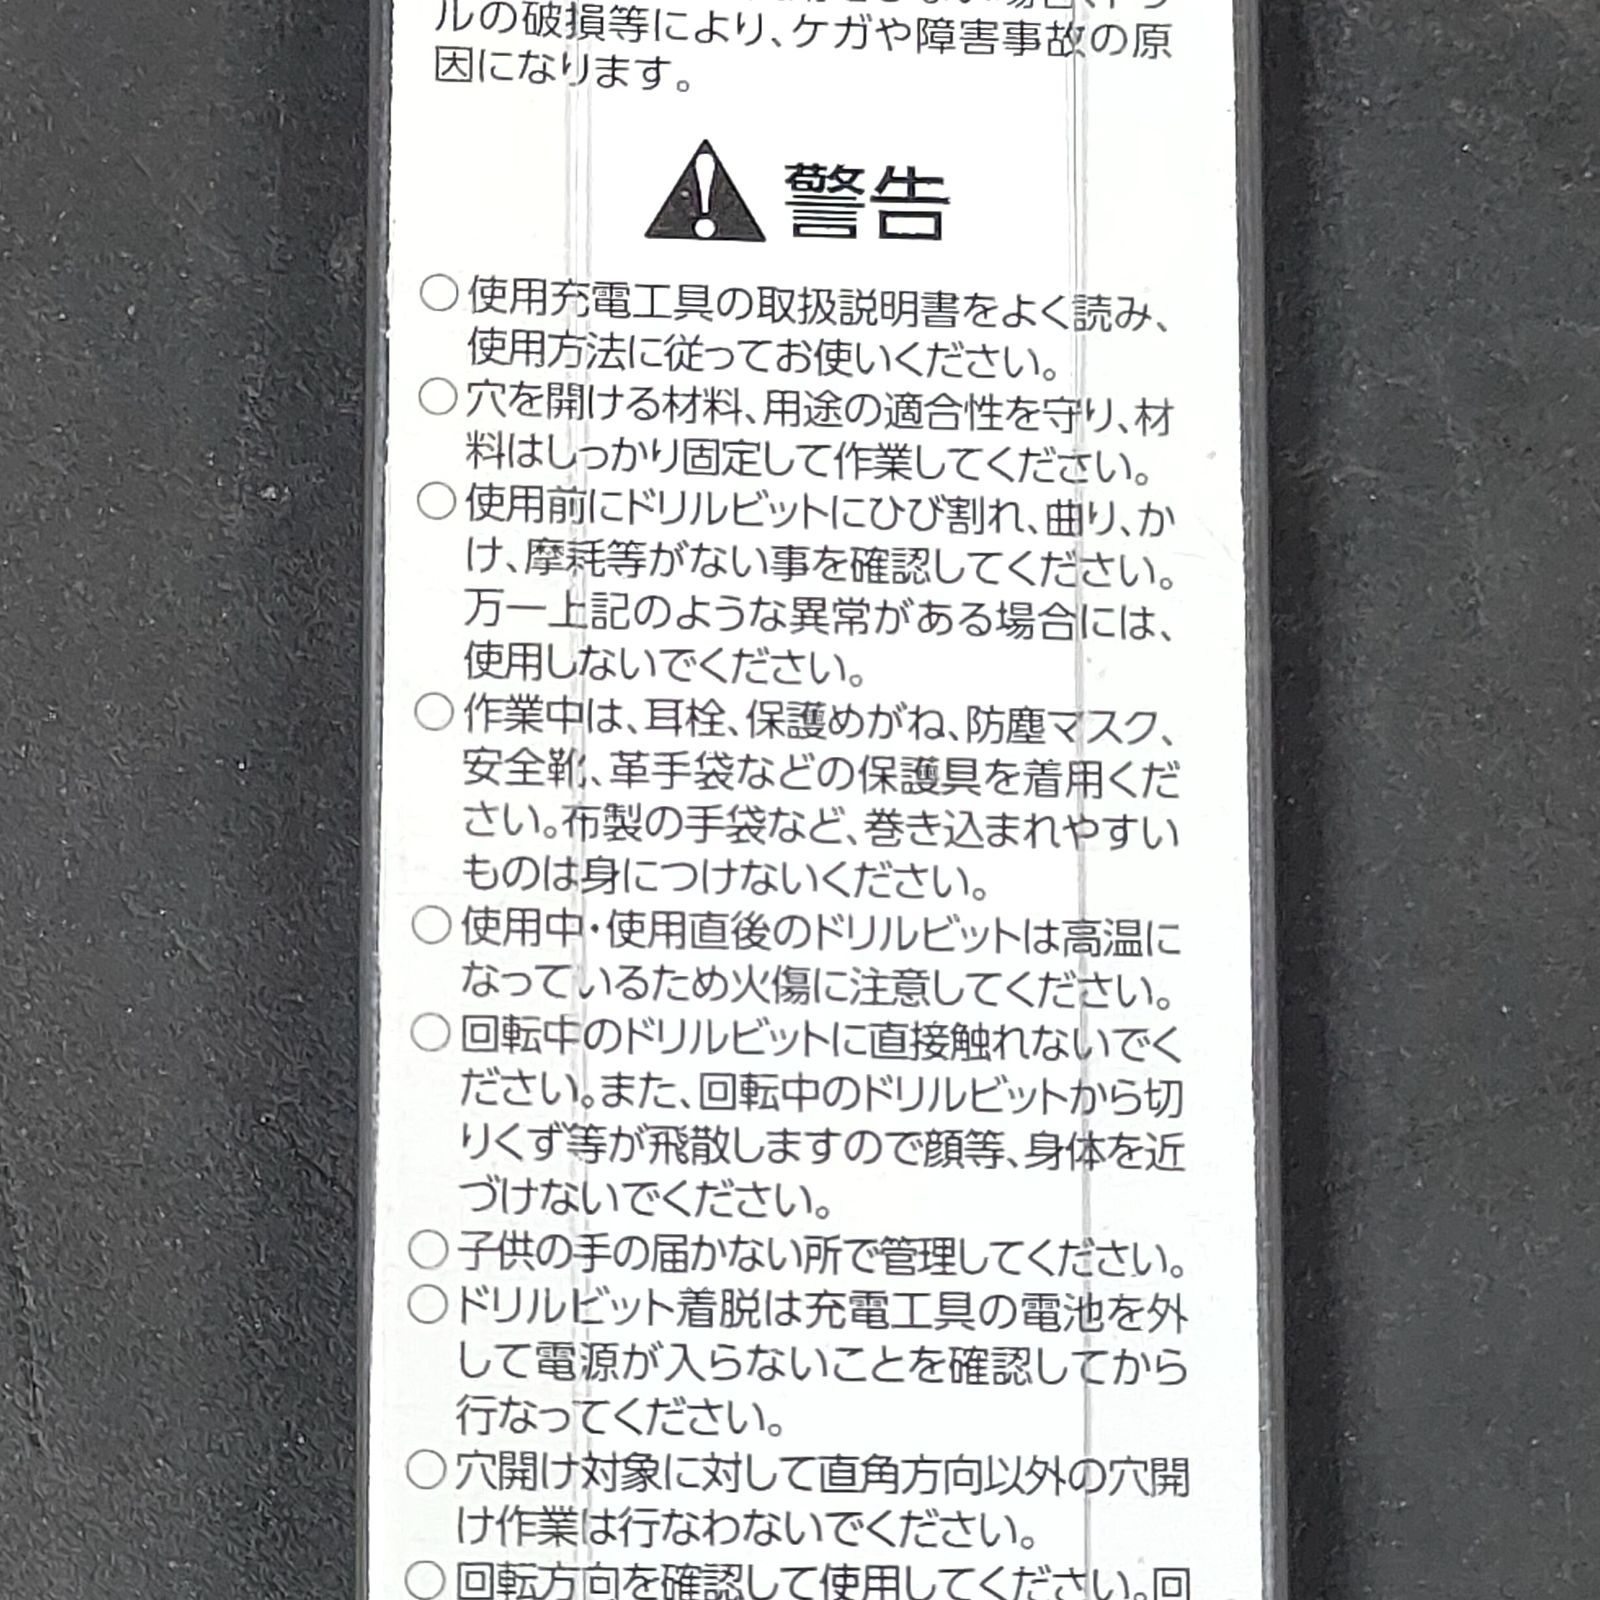 ルの破損等により、ケガや障害事故の原
因になります。
警告
○使用充電工具の取扱説明書をよく読み、
使用方法に従ってお使いください。
○穴を開ける材料、用途の適合性を守り、材
料はしっかり固定して作業してください。
○使用前にドリルビットにひび割れ、曲り、か
け、摩耗等がない事を確認してください。
万一上記のような異常がある場合には、
使用しないでください。
○作業中は、耳栓、保護めがね、防塵マスク、
安全靴、革手袋などの保護具を着用くだ
さい。布製の手袋など、巻き込まれやすい
ものは身につけないください。
○使用中・使用直後のドリルビットは高温に
なっているため火傷に注意してください。
○回転中のドリルビットに直接触れないでく
ださい。また、回転中のドリルビットから切
りくず等が飛散しますので顔等、身体を近
づけないでください。
○子供の手の届かない所で管理してください。
○ドリルビット着脱は充電工具の電池を外
して電源が入らないことを確認してから
行なってください。
○穴開け対象に対して直角方向以外の穴開
け作業は行なわないでください。
○回転方向を確認して使用してください。回